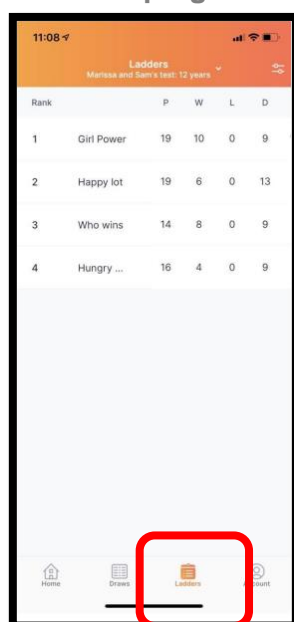 11:08
Ladders
Marissa and Sam's test: 12 years
Rank P W L D
1 Girl Power 19 10 0 9
2 Happy lot 19 6 0 13
3 Who wins 14 8 0 9
4 Hungry ... 16 4 0 9
Home Draws Ladders Account